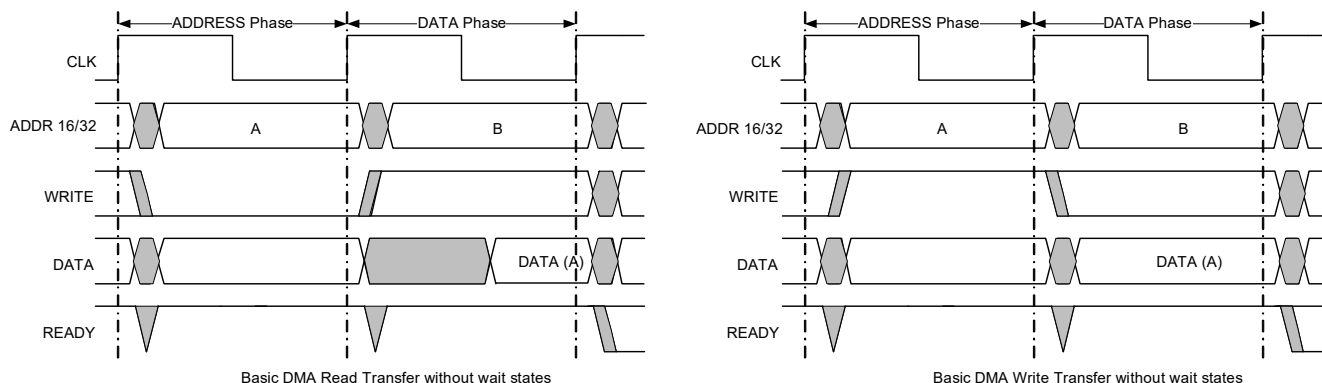 ADDRESS Phase DATA Phase
CLK
ADDR 16/32 A B
WRITE
DATA DATA (A)
READY
Basic DMA Read Transfer without wait states
ADDRESS Phase DATA Phase
CLK
ADDR 16/32 A B
WRITE
DATA DATA (A)
READY
Basic DMA Write Transfer without wait states